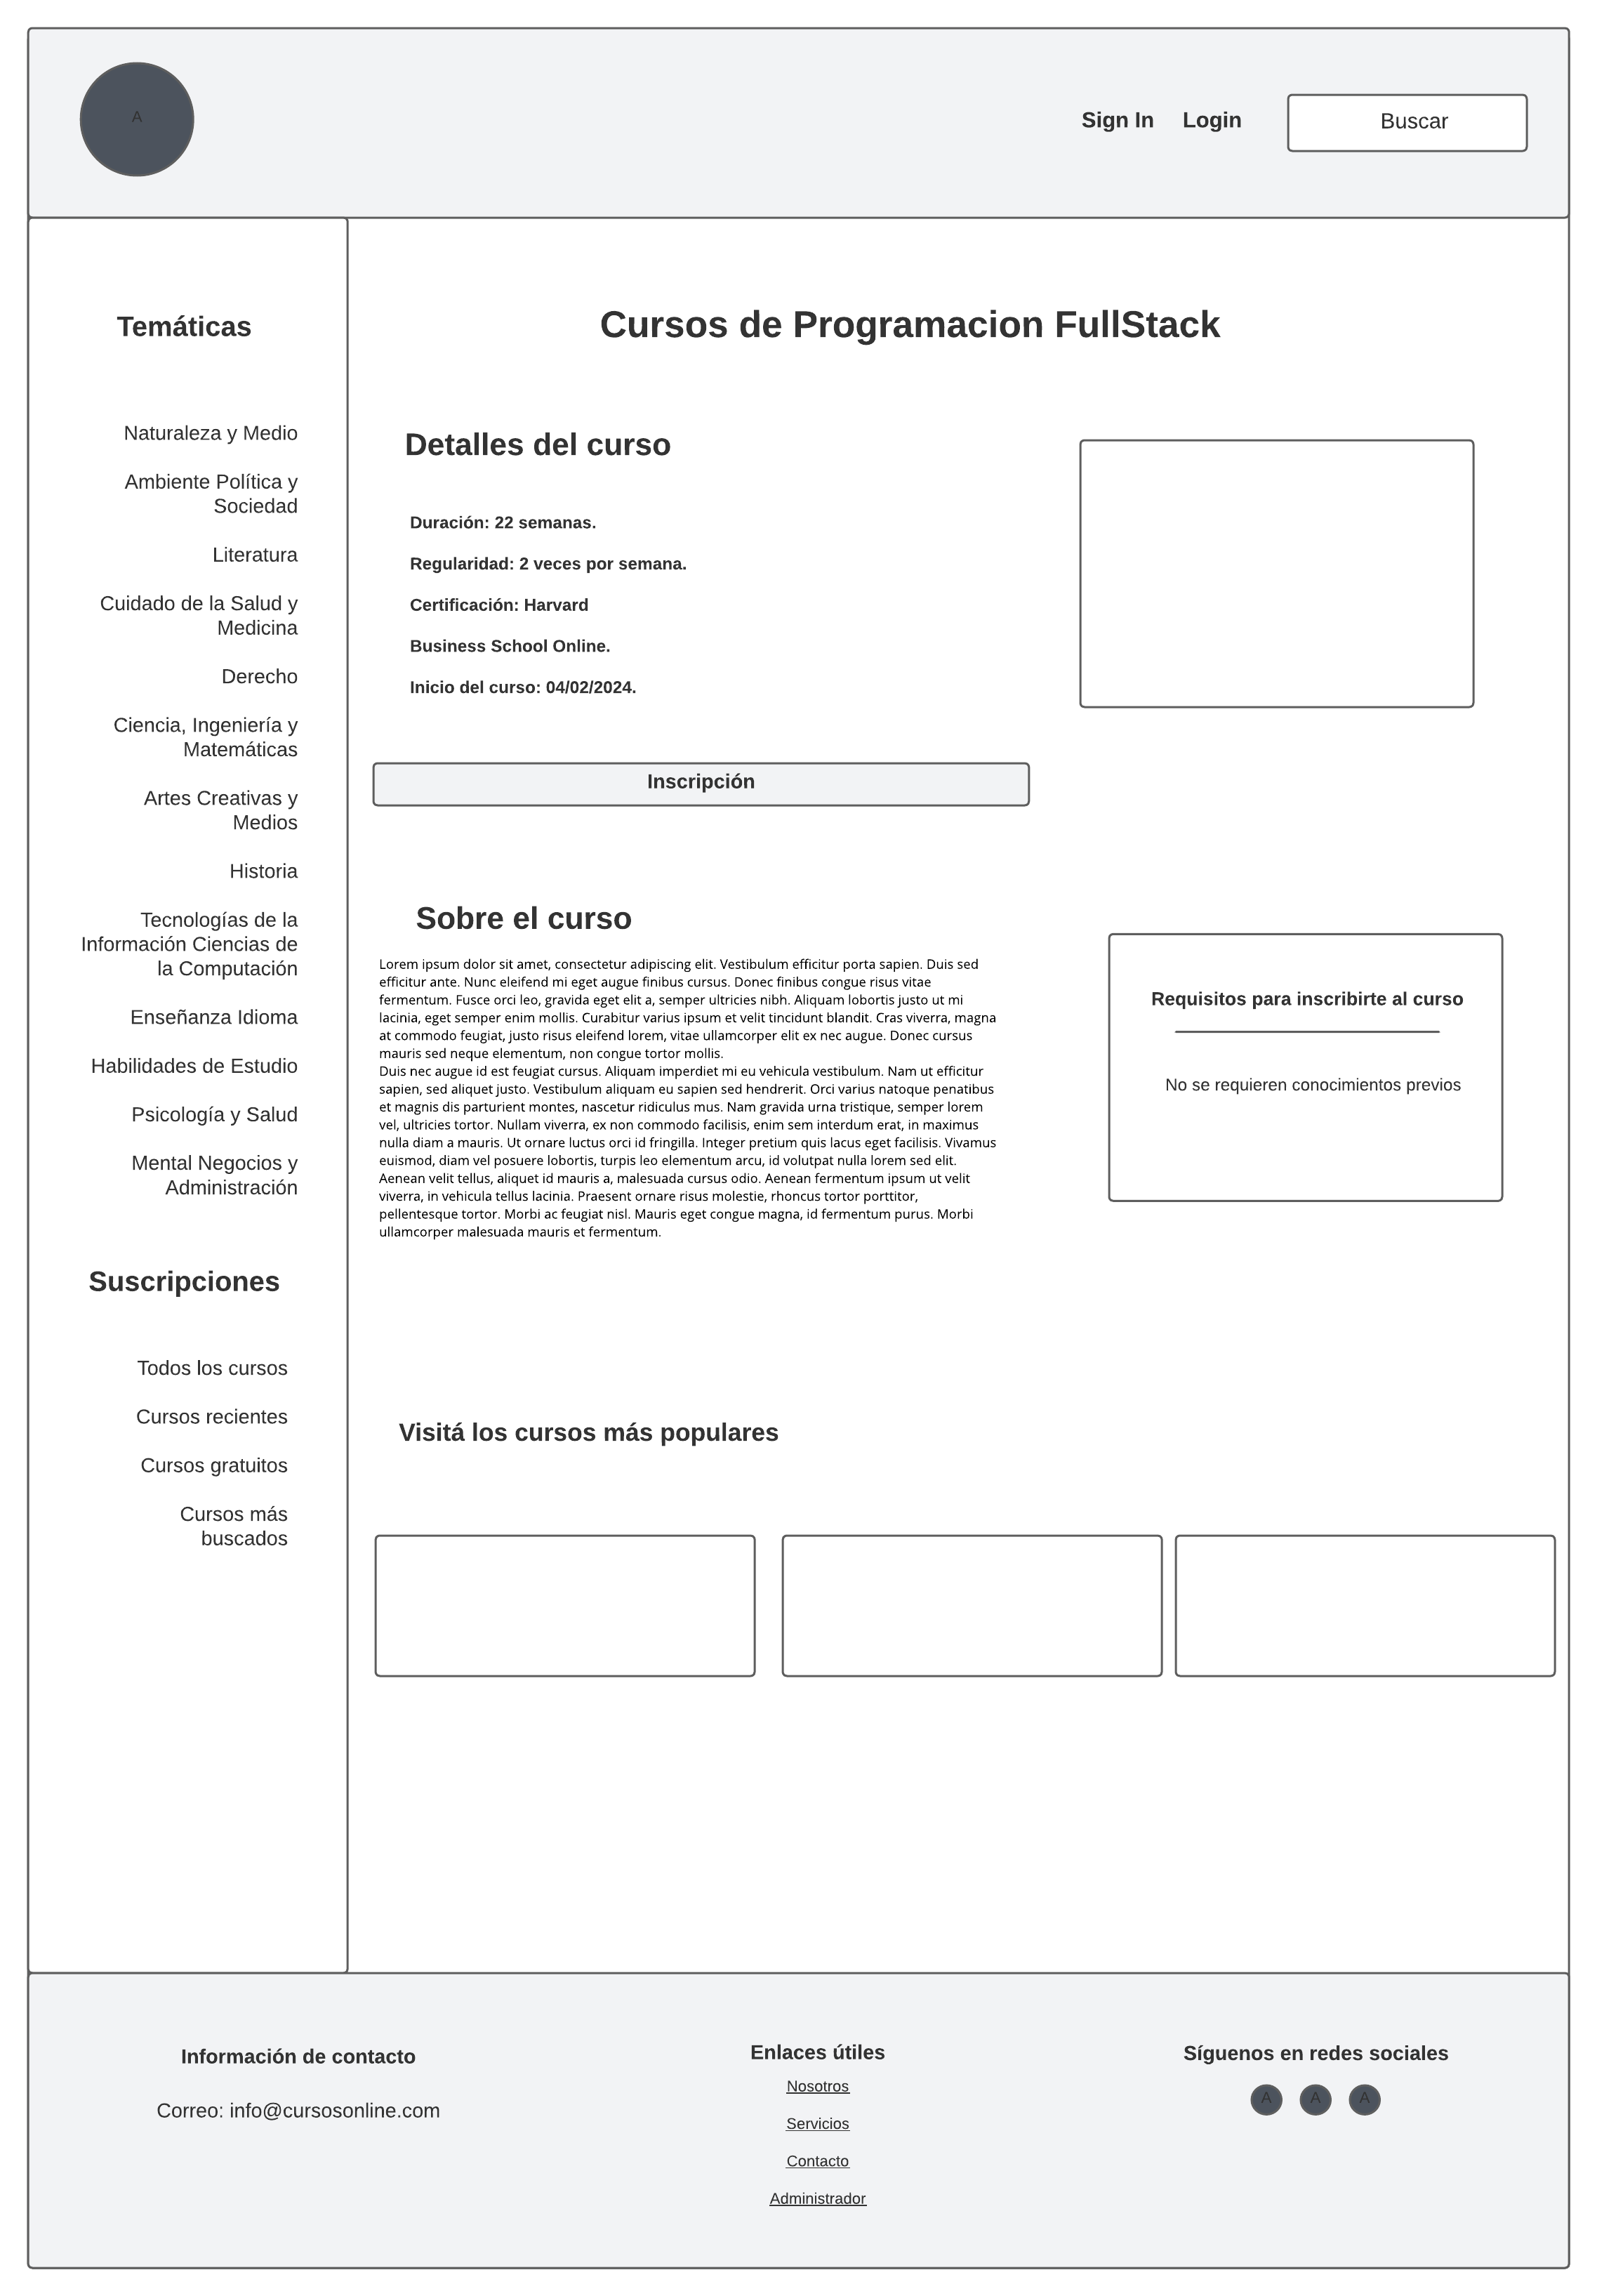 A
Sign In
Login
Buscar
Temáticas
Naturaleza y Medio
Ambiente Política y
Sociedad
Literatura
Cuidado de la Salud y
Medicina
Derecho
Ciencia, Ingeniería y
Matemáticas
Artes Creativas y
Medios
Historia
Tecnologías de la
Información Ciencias de
la Computación
Enseñanza Idioma
Habilidades de Estudio
Psicología y Salud
Mental Negocios y
Administración
Suscripciones
Todos los cursos
Cursos recientes
Cursos gratuitos
Cursos más
buscados
Cursos de Programacion FullStack
Detalles del curso
Duración: 22 semanas.
Regularidad: 2 veces por semana.
Certificación: Harvard
Business School Online.
Inicio del curso: 04/02/2024.
Inscripción
Sobre el curso
Lorem ipsum dolor sit amet, consectetur adipiscing elit. Vestibulum efficitur porta sapien. Duis sed
efficitur ante. Nunc eleifend mi eget augue finibus cursus. Donec finibus congue risus vitae
fermentum. Fusce orci leo, gravida eget elit a, semper ultricies nibh. Aliquam lobortis justo ut mi
lacinia, eget semper enim mollis. Curabitur varius ipsum et velit tincidunt blandit. Cras viverra, magna
at commodo feugiat, justo risus eleifend lorem, vitae ullamcorper elit ex nec augue. Donec cursus
mauris sed neque elementum, non congue tortor mollis.
Duis nec augue id est feugiat cursus. Aliquam imperdiet mi eu vehicula vestibulum. Nam ut efficitur
sapien, sed aliquet justo. Vestibulum aliquam eu sapien sed hendrerit. Orci varius natoque penatibus
et magnis dis parturient montes, nascetur ridiculus mus. Nam gravida urna tristique, semper lorem
vel, ultricies tortor. Nullam viverra, ex non commodo facilisis, enim sem interdum erat, in maximus
nulla diam a mauris. Ut ornare luctus orci id fringilla. Integer pretium quis lacus eget facilisis. Vivamus
euismod, diam vel posuere lobortis, turpis leo elementum arcu, id volutpat nulla lorem sed elit.
Aenean velit tellus, aliquet id mauris a, malesuada cursus odio. Aenean fermentum ipsum ut velit
viverra, in vehicula tellus lacinia. Praesent ornare risus molestie, rhoncus tortor porttitor,
pellentesque tortor. Morbi ac feugiat nisl. Mauris eget congue magna, id fermentum purus. Morbi
ullamcorper malesuada mauris et fermentum.
Requisitos para inscribirte al curso
No se requieren conocimientos previos
Visitá los cursos más populares
Información de contacto
Correo: info@cursosonline.com
Enlaces útiles
Nosotros
Servicios
Contacto
Administrador
Síguenos en redes sociales
A A A